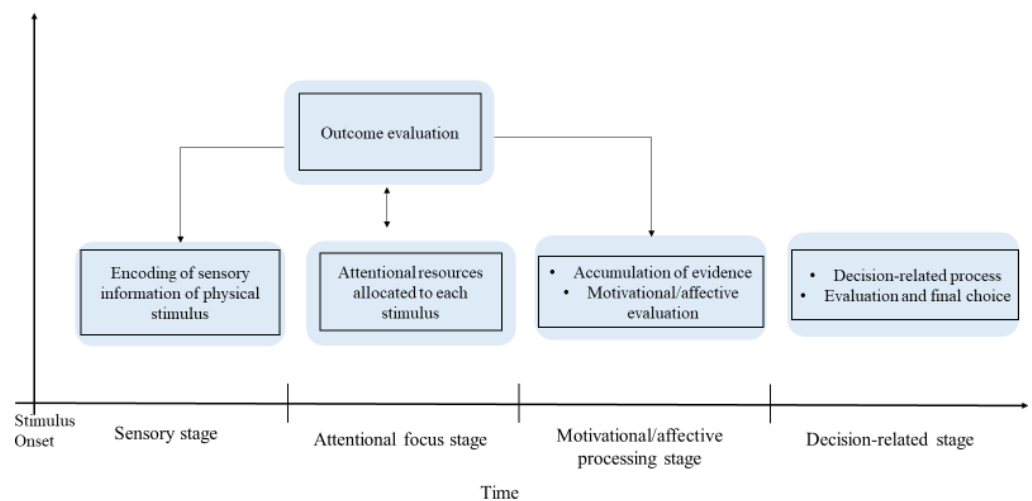 Outcome evaluation
Encoding of sensory
information of physical
stimulus
Attentional resources
allocated to each
stimulus
• Accumulation of evidence
• Motivational/affective
evaluation
• Decision-related process
• Evaluation and final choice
Stimulus
Onset
Sensory stage
Attentional focus stage
Motivational/affective
processing stage
Decision-related stage
Time